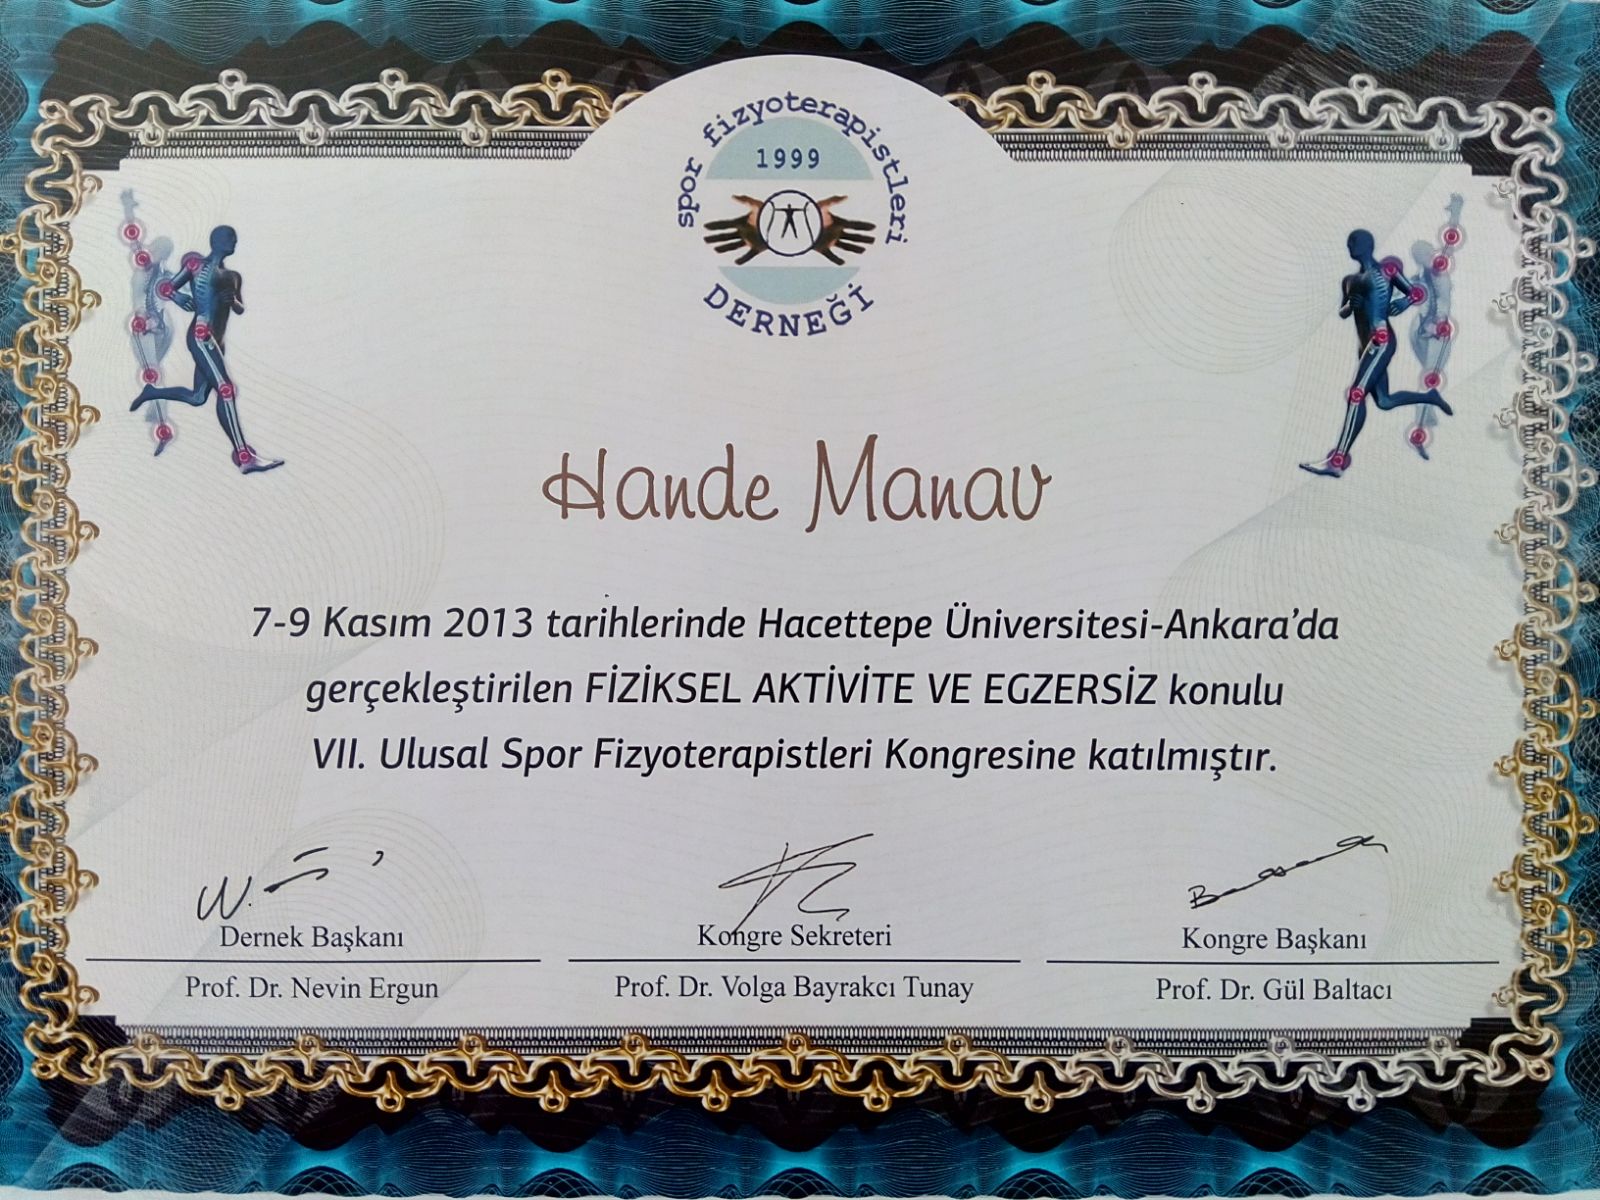 spor fizyoterapistleri
1999
DERNEĞİ
Hande Manav
7-9 Kasım 2013 tarihlerinde Hacettepe Üniversitesi-Ankara’da
gerçekleştirilen FİZİKSEL AKTİVİTE VE EGZERSİZ konulu
VII. Ulusal Spor Fizyoterapistleri Kongresine katılmıştır.
Dernek Başkanı
Prof. Dr. Nevin Ergun
Kongre Sekreteri
Prof. Dr. Volga Bayrakcı Tunay
Kongre Başkanı
Prof. Dr. Gül Baltacı